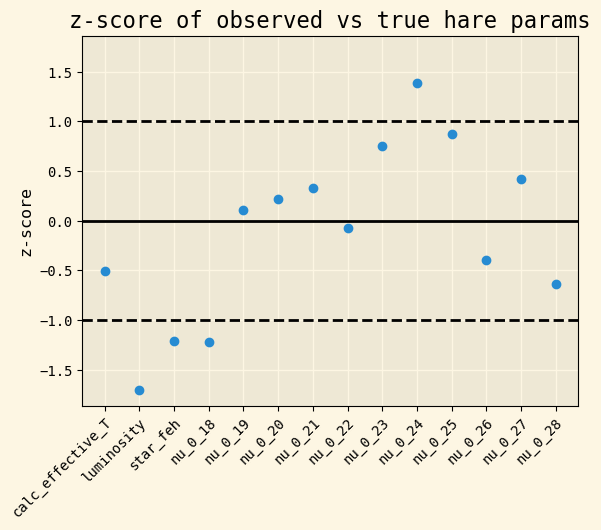 z-score of observed vs true hare params
z-score
1.5
1.0
0.5
0.0
−0.5
−1.0
−1.5
calc_effective_T
luminosity
star_feh
nu_0_18
nu_0_19
nu_0_20
nu_0_21
nu_0_22
nu_0_23
nu_0_24
nu_0_25
nu_0_26
nu_0_27
nu_0_28